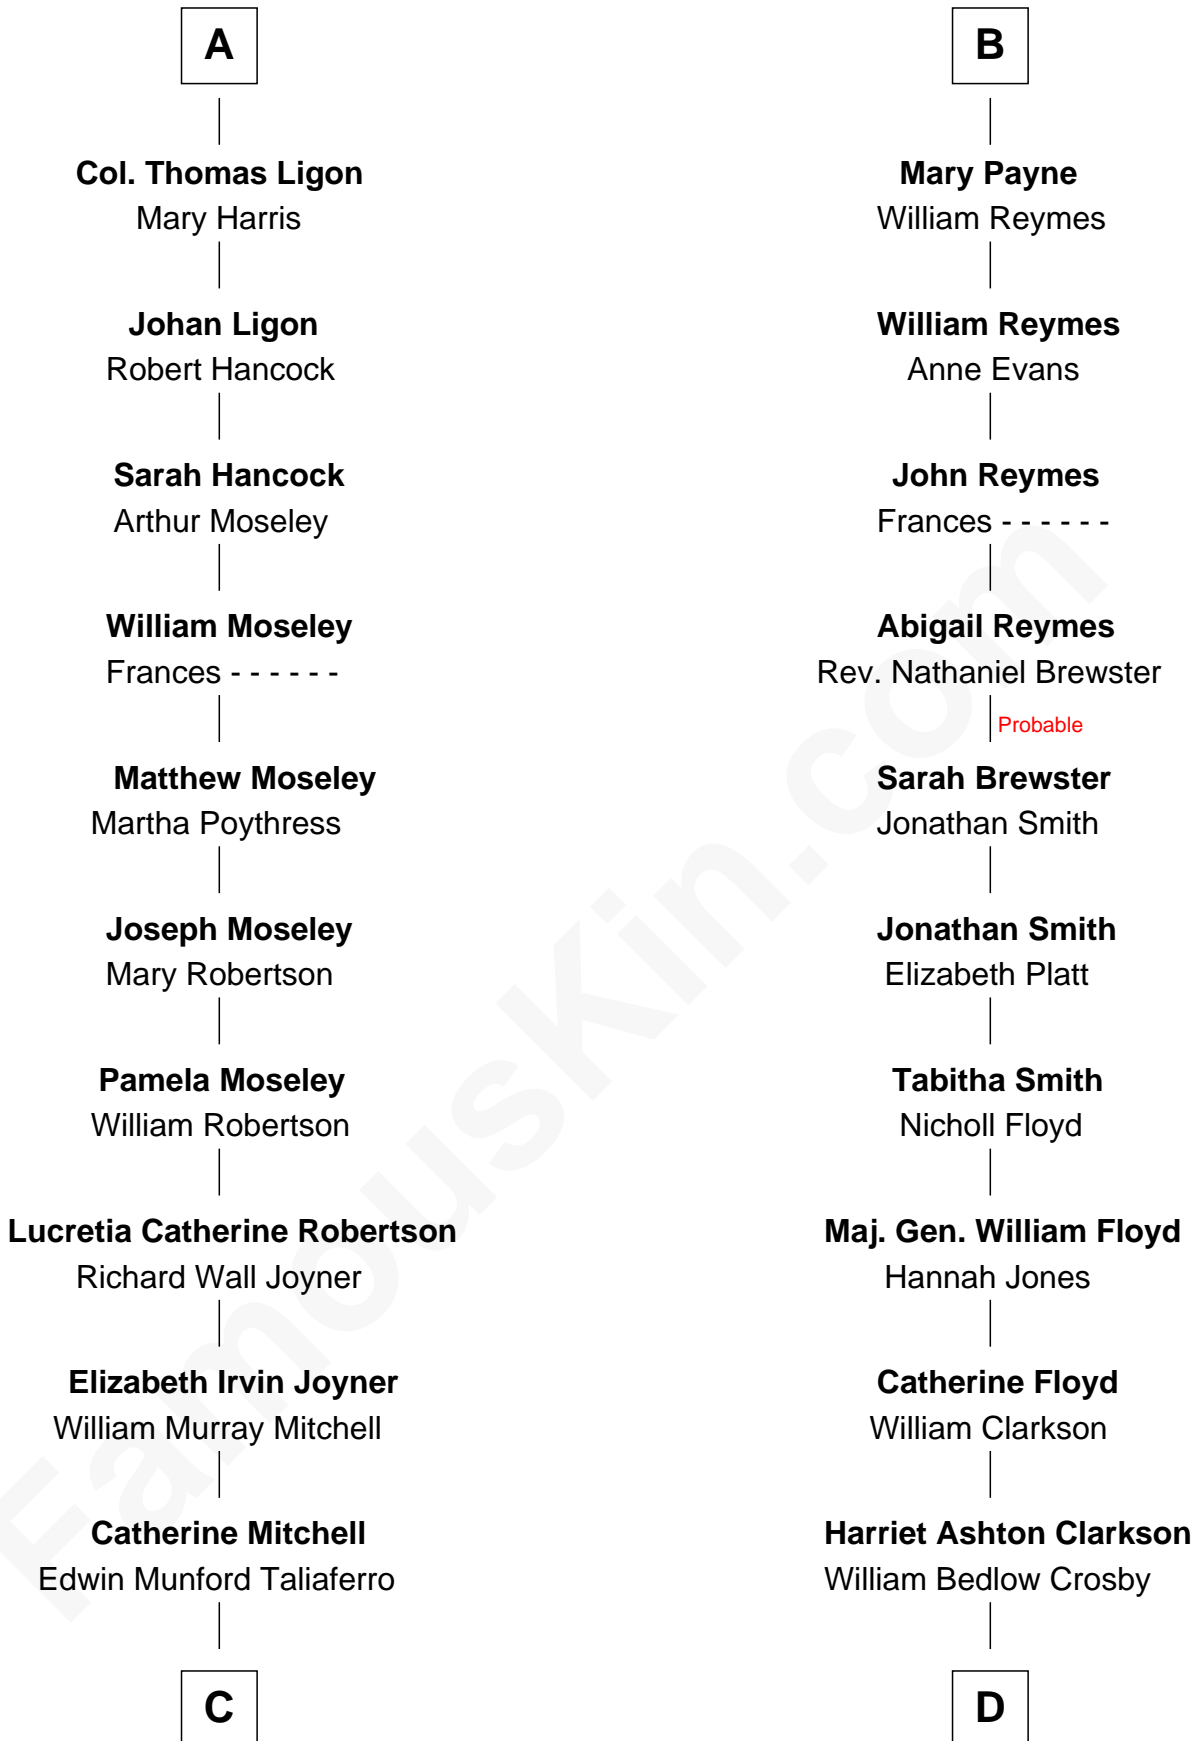 A
Col. Thomas Ligon
Mary Harris
Johan Ligon
Robert Hancock
Sarah Hancock
Arthur Moseley
William Moseley
Frances - - - - - -
Matthew Moseley
Martha Poythress
Joseph Moseley
Mary Robertson
Pamela Moseley
William Robertson
Lucretia Catherine Robertson
Richard Wall Joyner
Elizabeth Irvin Joyner
William Murray Mitchell
Catherine Mitchell
Edwin Munford Taliaferro
C
B
Mary Payne
William Reymes
William Reymes
Anne Evans
John Reymes
Frances - - - - - -
Abigail Reymes
Rev. Nathaniel Brewster
Probable
Sarah Brewster
Jonathan Smith
Jonathan Smith
Elizabeth Platt
Tabitha Smith
Nicholl Floyd
Maj. Gen. William Floyd
Hannah Jones
Catherine Floyd
William Clarkson
Harriet Ashton Clarkson
William Bedlow Crosby
D
FamousKin.com